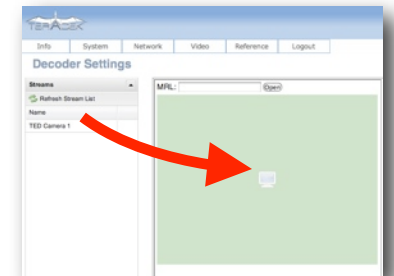 TERADEK
Info System Network Video Reference Logout
Decoder Settings
Streams
MRL: Open
Refresh Stream List
Name
TED Camera 1